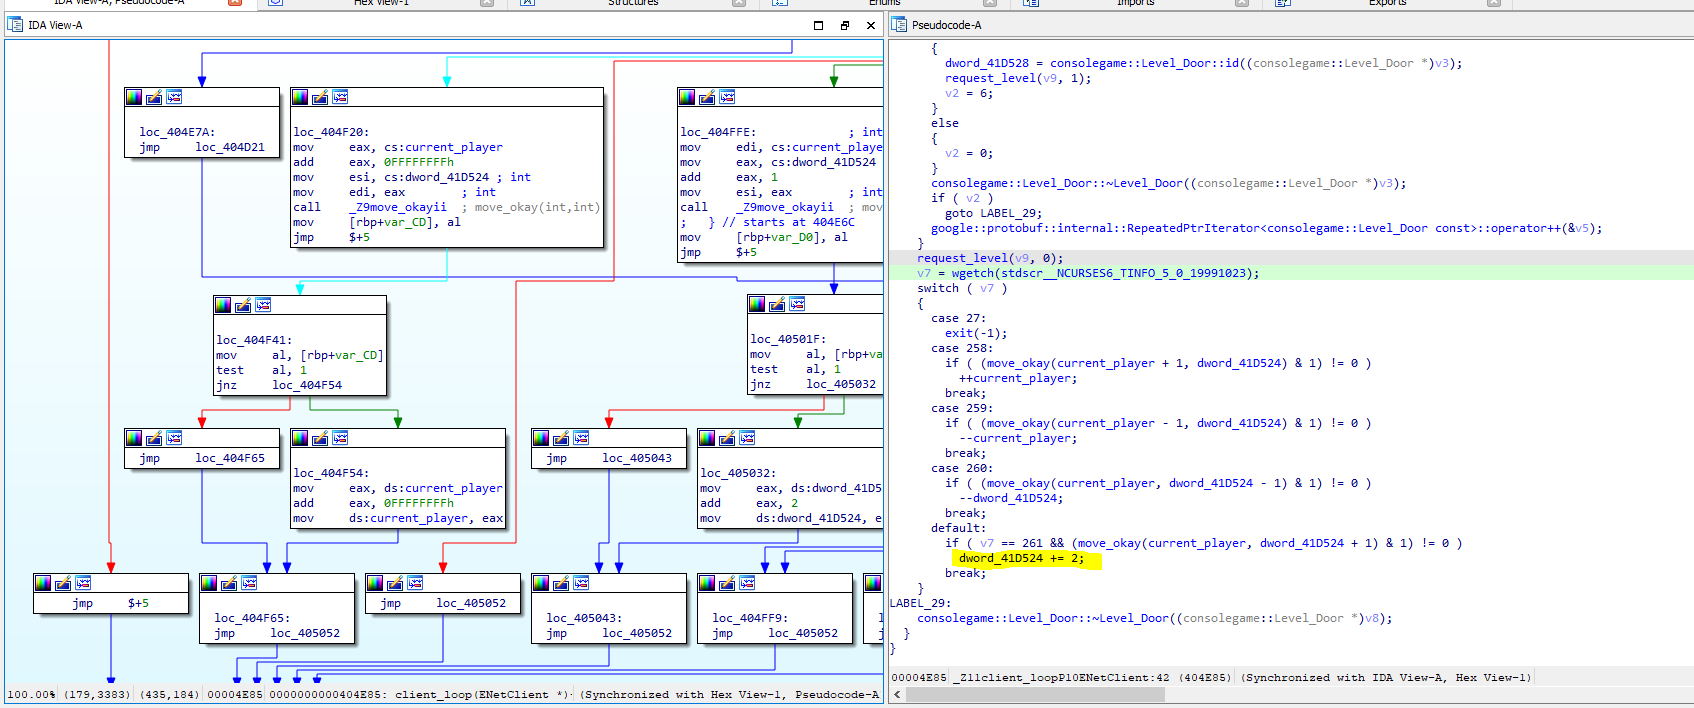 IDA View-A, Pseudocode-A
Hex View-1
Structures
Enums
Imports
Exports
IDA View-A
loc_404E7A:
jmp loc_404D21
loc_404F20:
mov eax, cs:current_player
add eax, 0FFFFFFFFh
mov esi, cs:dword_41D524 ; int
mov edi, eax ; int
call _Z9move_okayii ; move_okay(int,int)
mov [rbp+var_CD], al
jmp $+5
loc_404FFE: ; int
mov edi, cs:current_playe
mov eax, cs:dword_41D524
add eax, 1
mov esi, eax ; int
call _Z9move_okayii ; mov
; } // starts at 404E6C
mov [rbp+var_D0], al
jmp $+5
loc_404F41:
mov al, [rbp+var_CD]
test al, 1
jnz loc_404F54
loc_40501F:
mov al, [rbp+va
test al, 1
jnz loc_405032
jmp loc_404F65
loc_404F54:
mov eax, ds:current_player
add eax, 0FFFFFFFFh
mov ds:current_player, eax
jmp loc_405043
loc_405032:
mov eax, ds:dword_41D5
add eax, 2
mov ds:dword_41D524, e
jmp $+5
loc_404F65:
jmp loc_405052
jmp loc_405052
loc_405043:
jmp loc_405052
loc_404FF9:
jmp loc_405052
100.00% (179,3383) (435,184) 00004E85 0000000000404E85: client_loop(ENetClient *) (Synchronized with Hex View-1, Pseudocode-A
Pseudocode-A
{
dword_41D528 = consolegame::Level_Door::id((consolegame::Level_Door *)v3);
request_level(v9, 1);
v2 = 6;
}
else
{
v2 = 0;
}
consolegame::Level_Door::~Level_Door((consolegame::Level_Door *)v3);
if ( v2 )
goto LABEL_29;
google::protobuf::internal::RepeatedPtrIterator<consolegame::Level_Door const>::operator++(&v5);
}
request_level(v9, 0);
v7 = wgetch(stdscr__NCURSES6_TINFO_5_0_19991023);
switch ( v7 )
{
case 27:
exit(-1);
case 258:
if ( (move_okay(current_player + 1, dword_41D524) & 1) != 0 )
++current_player;
break;
case 259:
if ( (move_okay(current_player - 1, dword_41D524) & 1) != 0 )
--current_player;
break;
case 260:
if ( (move_okay(current_player, dword_41D524 - 1) & 1) != 0 )
--dword_41D524;
break;
default:
if ( v7 == 261 && (move_okay(current_player, dword_41D524 + 1) & 1) != 0 )
dword_41D524 += 2;
break;
}
LABEL_29:
consolegame::Level_Door::~Level_Door((consolegame::Level_Door *)v8);
}
}
00004E85 _Z11client_loopP10ENetClient:42 (404E85) (Synchronized with IDA View-A, Hex View-1)